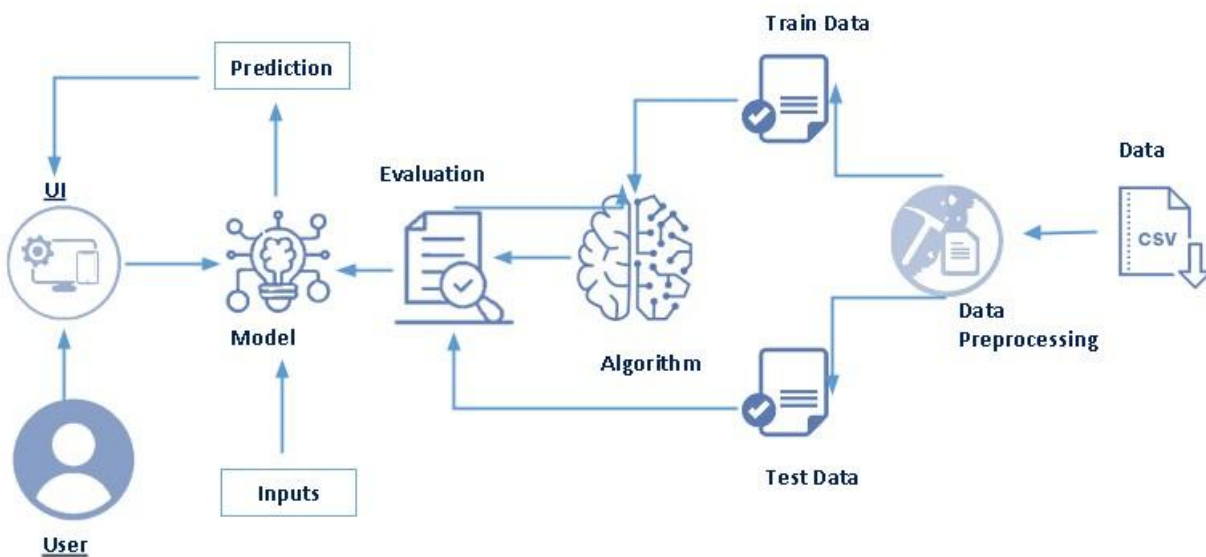 Train Data
Prediction
Data
UI
Evaluation
CSV
Model
Data
Preprocessing
Algorithm
Inputs
Test Data
User